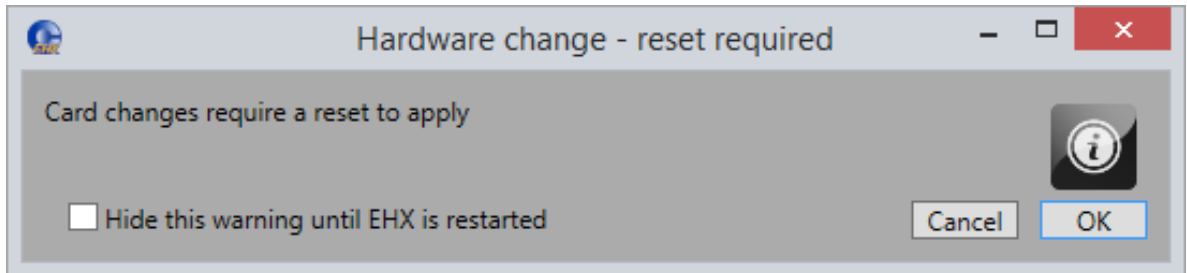 Hardware change - reset required
Card changes require a reset to apply
Hide this warning until EHX is restarted
Cancel OK